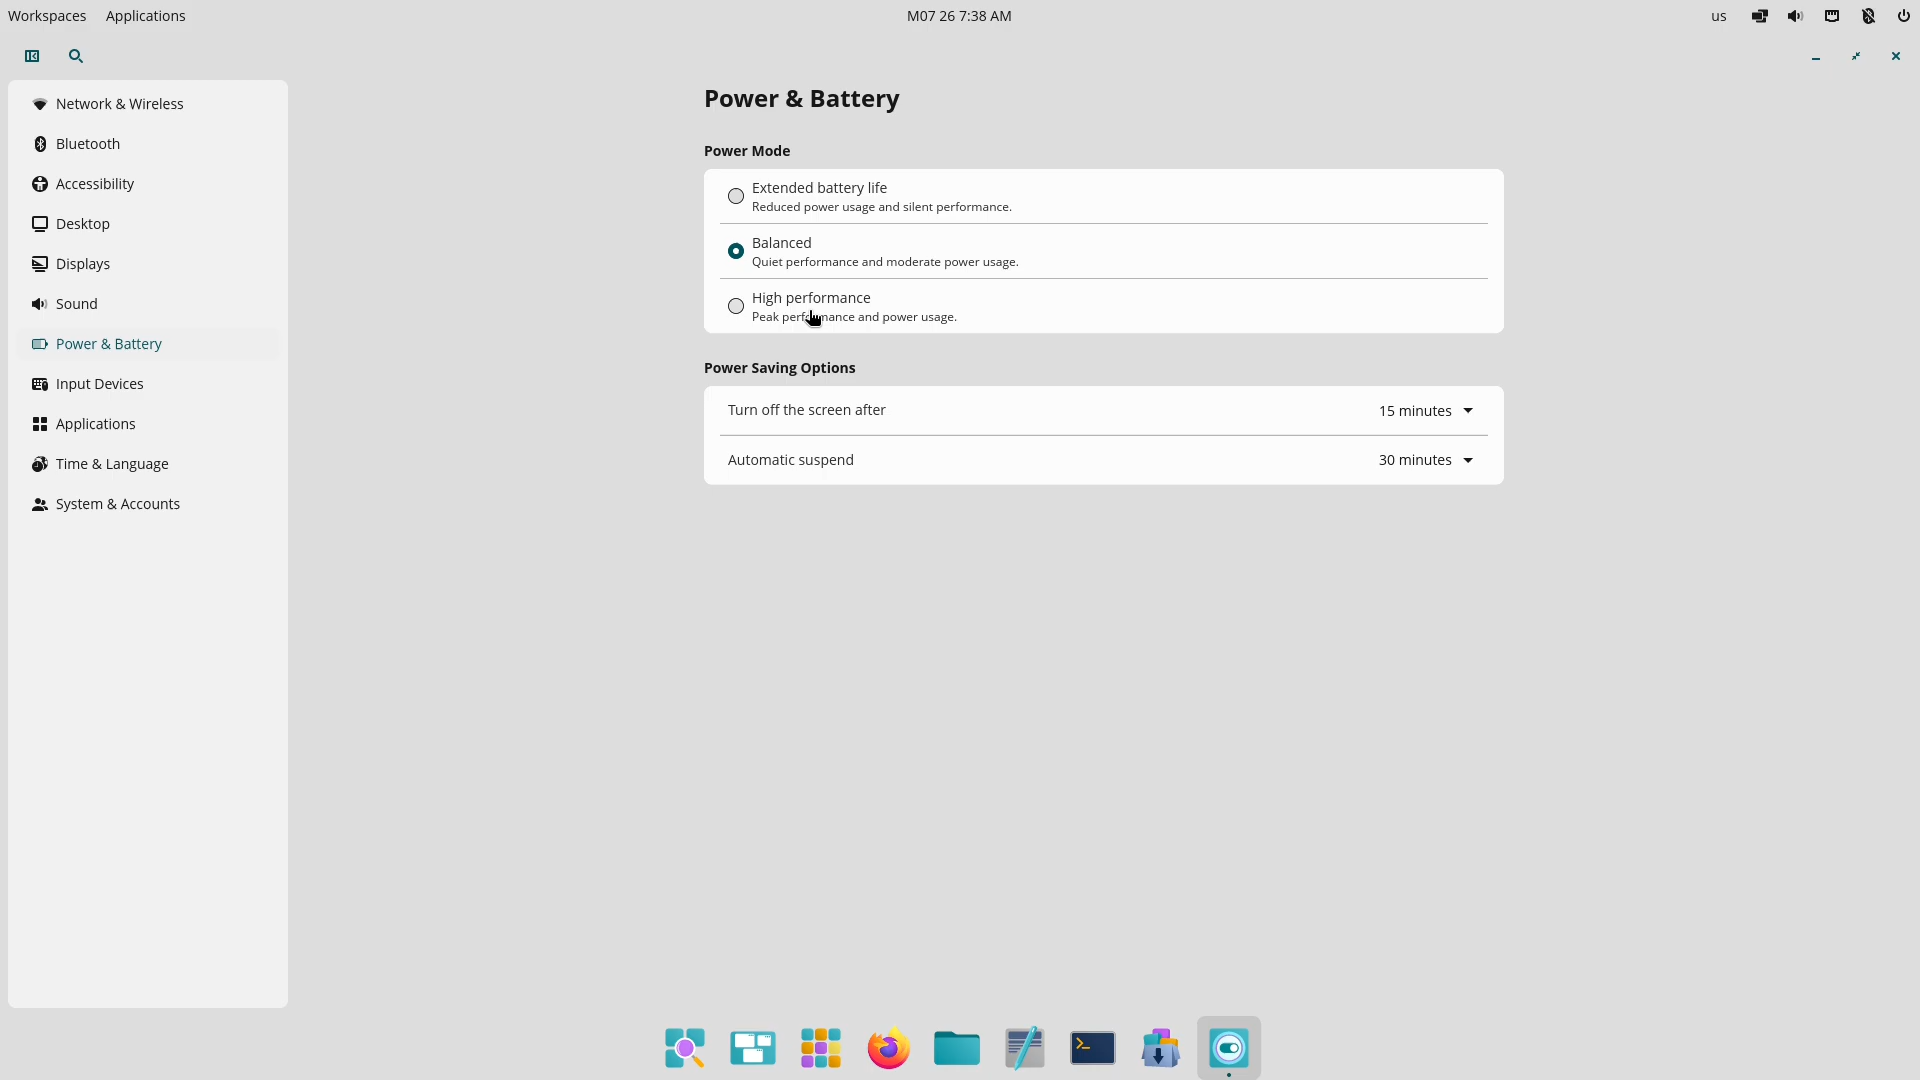 Workspaces Applications M07 26 7:38 AM us
Network & Wireless
Bluetooth
Accessibility
Desktop
Displays
Sound
Power & Battery
Input Devices
Applications
Time & Language
System & Accounts
Power & Battery
Power Mode
Extended battery life
Reduced power usage and silent performance.
Balanced
Quiet performance and moderate power usage.
High performance
Peak performance and power usage.
Power Saving Options
Turn off the screen after 15 minutes
Automatic suspend 30 minutes